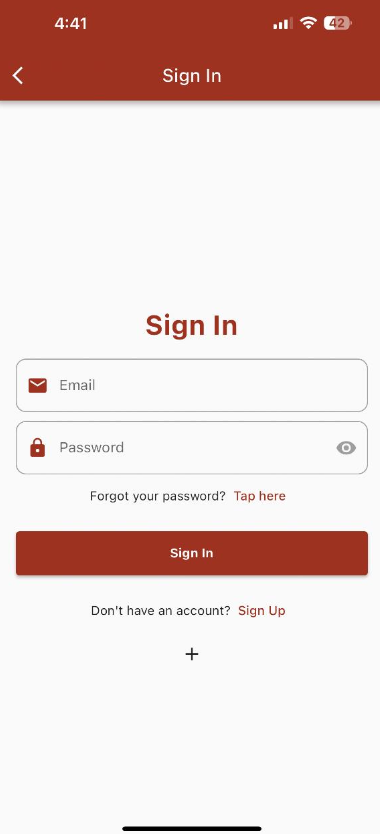 4:41
42
Sign In
Sign In
Email
Password
Forgot your password? Tap here
Sign In
Don't have an account? Sign Up
+